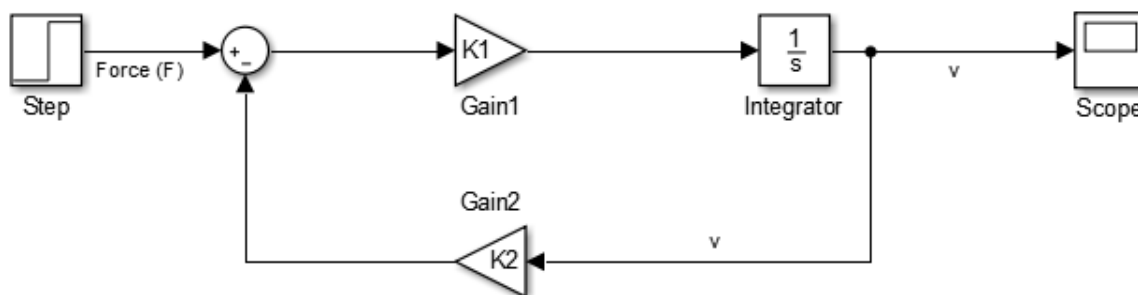 Force (F)
Step
+
-
K1
Gain1
1
s
Integrator
v
Scope
Gain2
K2
v